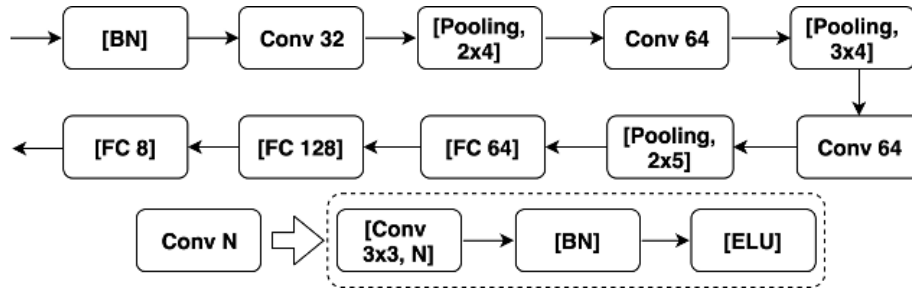 [BN]
Conv 32
[Pooling,
2x4]
Conv 64
[Pooling,
3x4]
[FC 8]
[FC 128]
[FC 64]
[Pooling,
2x5]
Conv 64
Conv N
[Conv
3x3, N]
[BN]
[ELU]